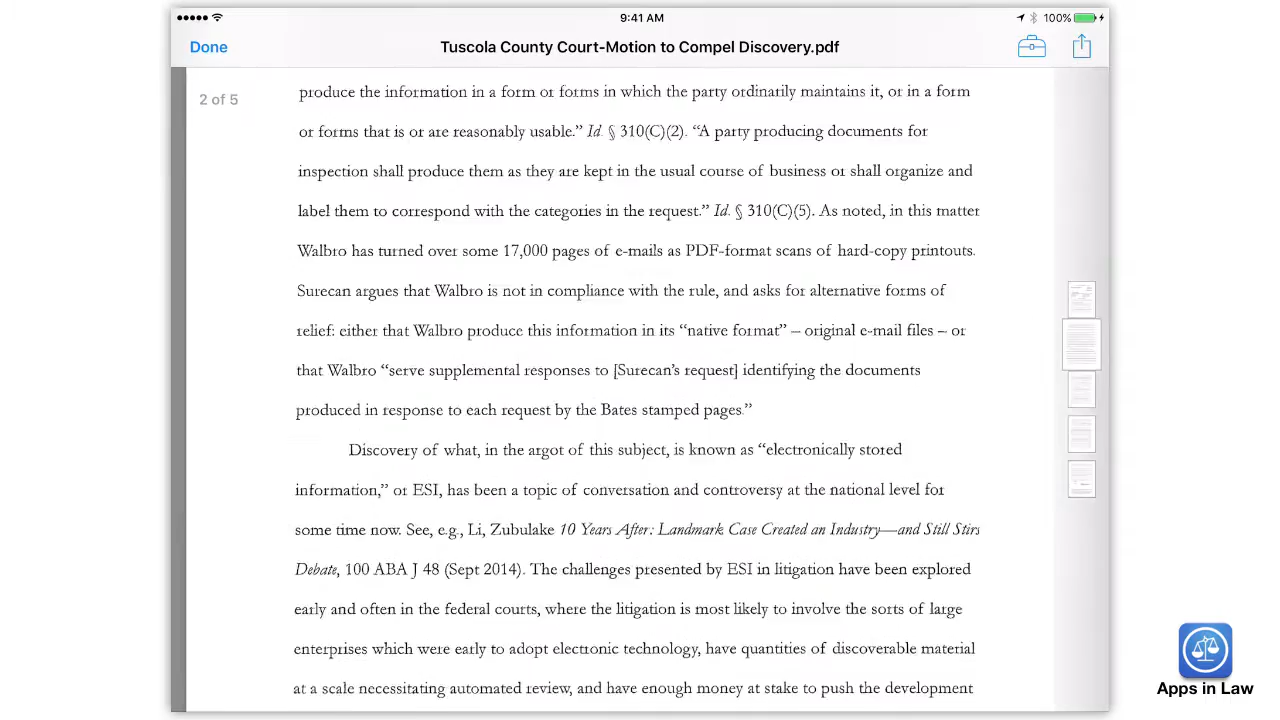 9:41 AM
100%
Done
Tuscola County Court-Motion to Compel Discovery.pdf
2 of 5
produce the information in a form or forms in which the party ordinarily maintains it, or in a form
or forms that is or are reasonably usable.” Id. § 310(C)(2). “A party producing documents for
inspection shall produce them as they are kept in the usual course of business or shall organize and
label them to correspond with the categories in the request.” Id. § 310(C)(5). As noted, in this matter
Walbro has turned over some 17,000 pages of e-mails as PDF-format scans of hard-copy printouts.
Surecan argues that Walbro is not in compliance with the rule, and asks for alternative forms of
relief: either that Walbro produce this information in its “native format” – original e-mail files – or
that Walbro “serve supplemental responses to [Surecan’s request] identifying the documents
produced in response to each request by the Bates stamped pages.”
Discovery of what, in the argot of this subject, is known as “electronically stored
information,” or ESI, has been a topic of conversation and controversy at the national level for
some time now. See, e.g., Li, Zubulake 10 Years After: Landmark Case Created an Industry—and Still Stirs
Debate, 100 ABA J 48 (Sept 2014). The challenges presented by ESI in litigation have been explored
early and often in the federal courts, where the litigation is most likely to involve the sorts of large
enterprises which were early to adopt electronic technology, have quantities of discoverable material
at a scale necessitating automated review, and have enough money at stake to push the development
Apps in Law